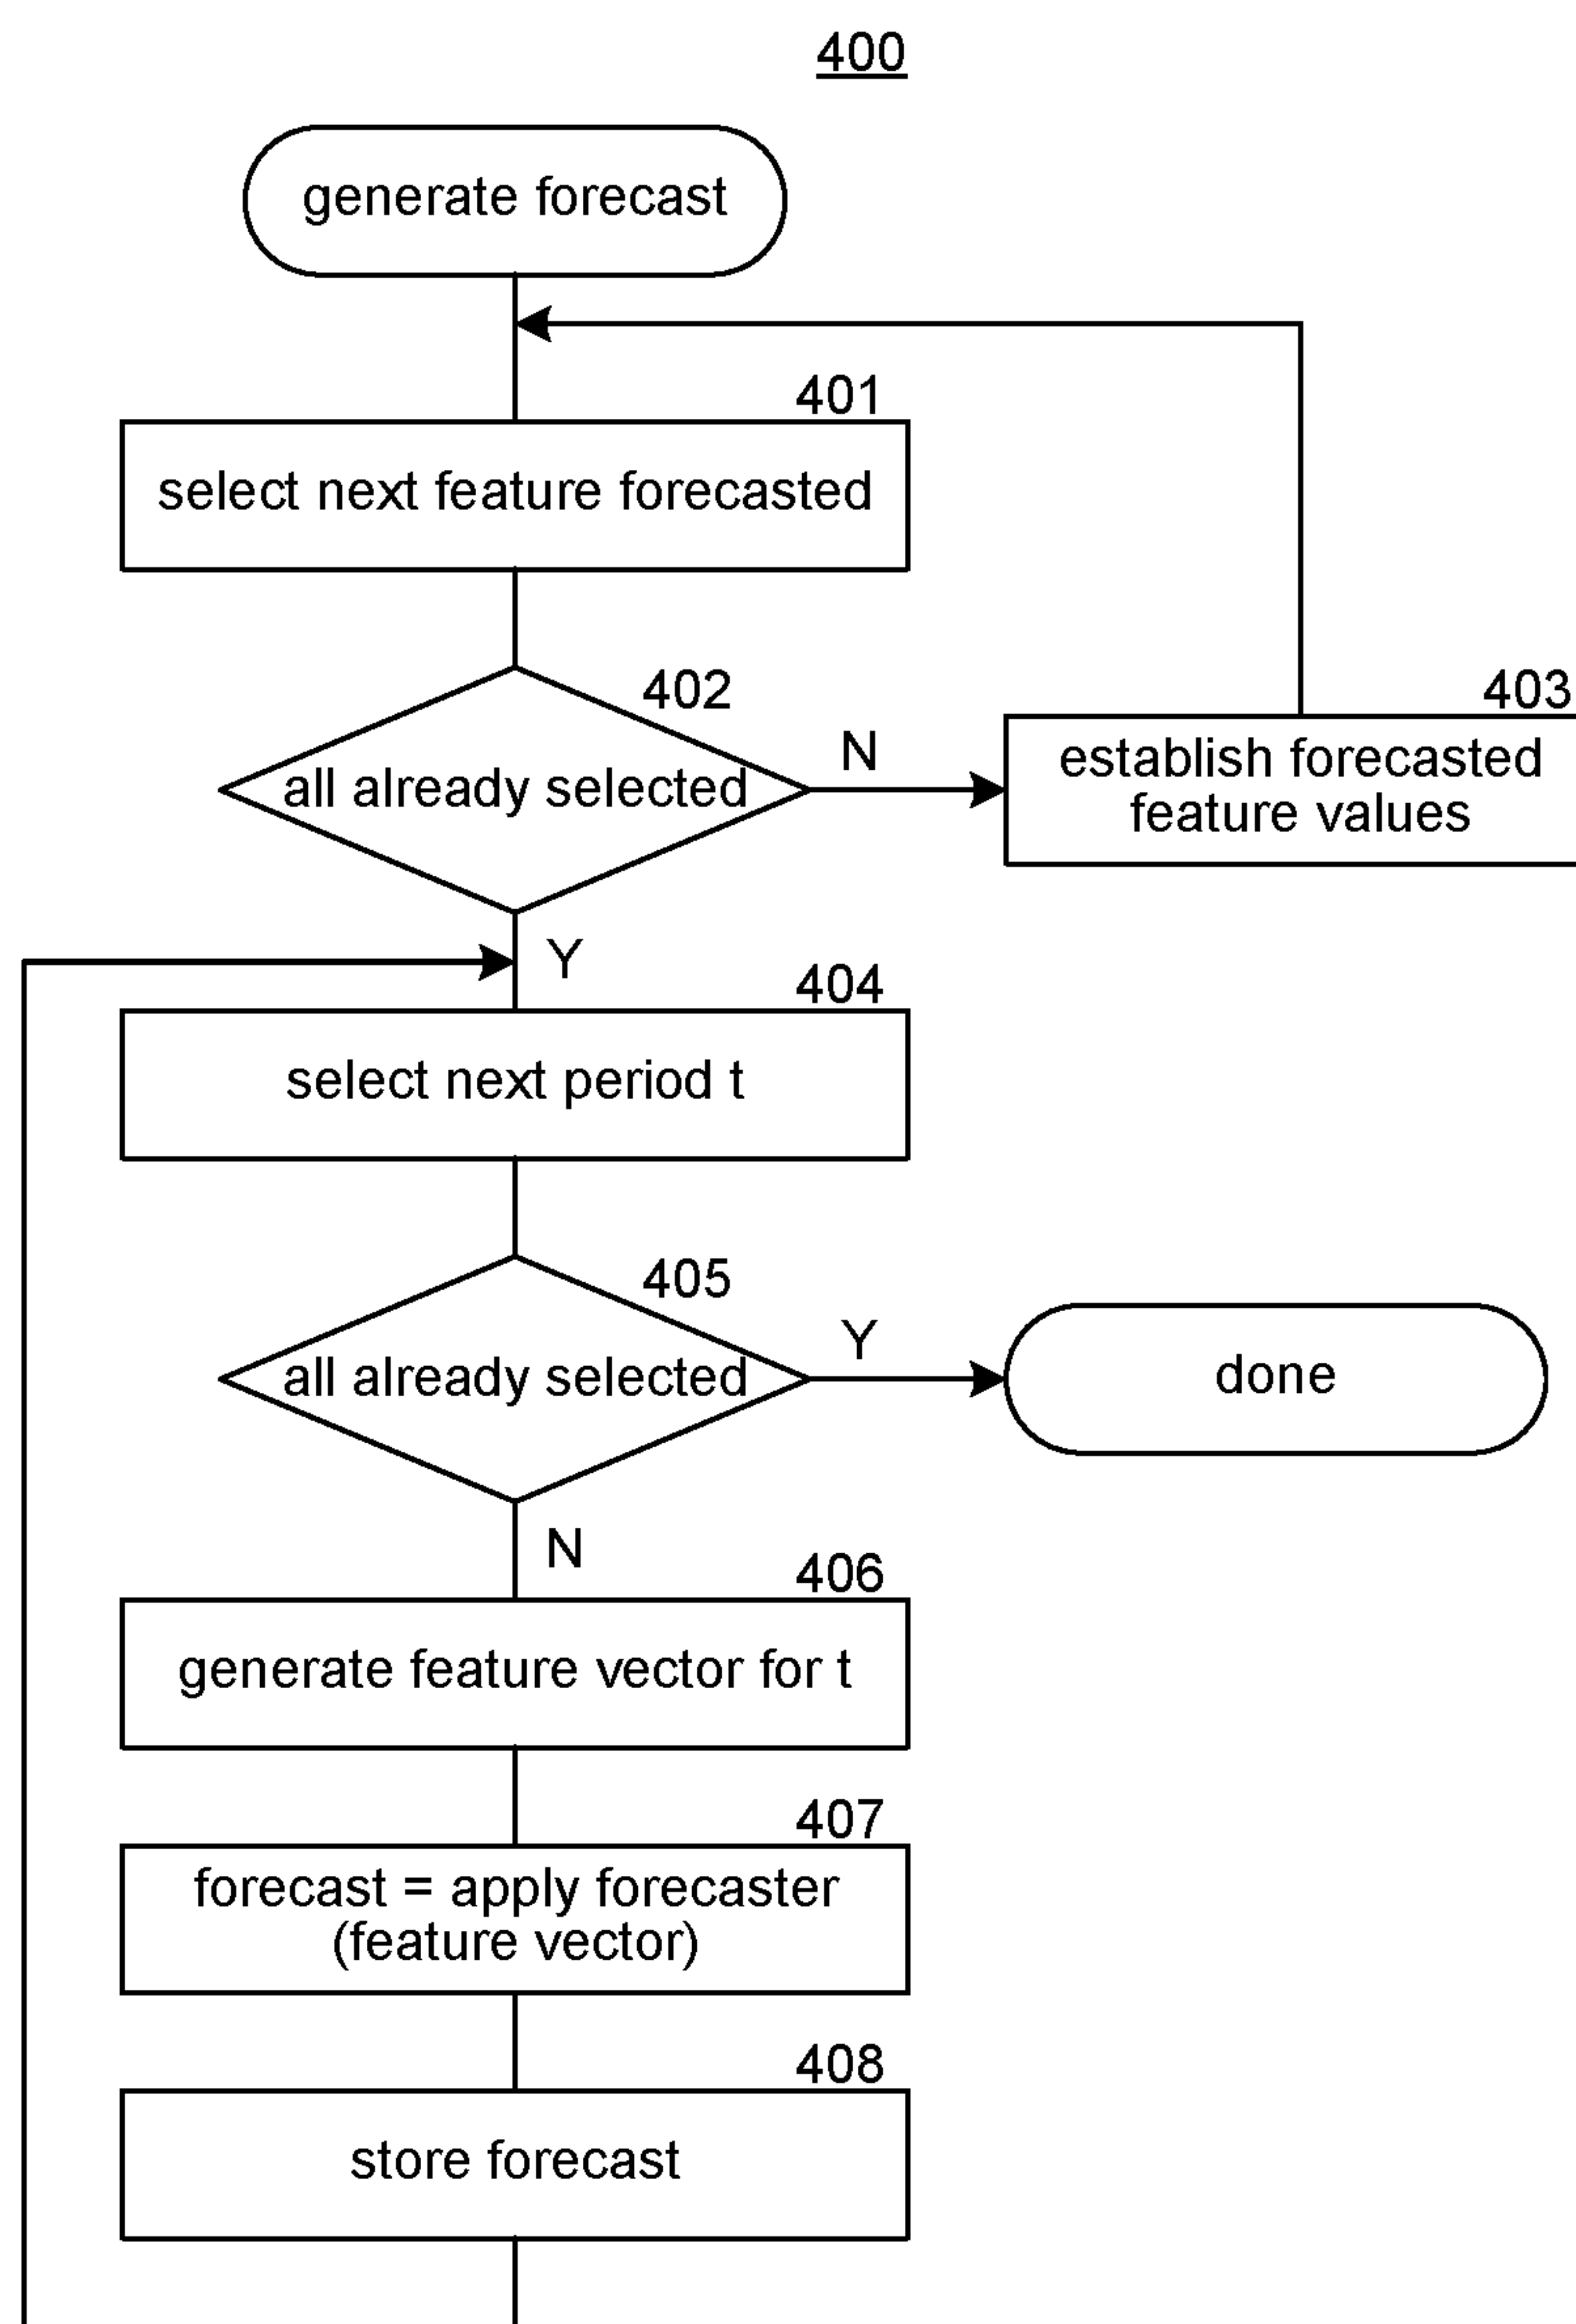 400
generate forecast
401
select next feature forecasted
402
all already selected
N
403
establish forecasted
feature values
Y
404
select next period t
405
all already selected
Y
done
N
406
generate feature vector for t
407
forecast = apply forecaster
(feature vector)
408
store forecast